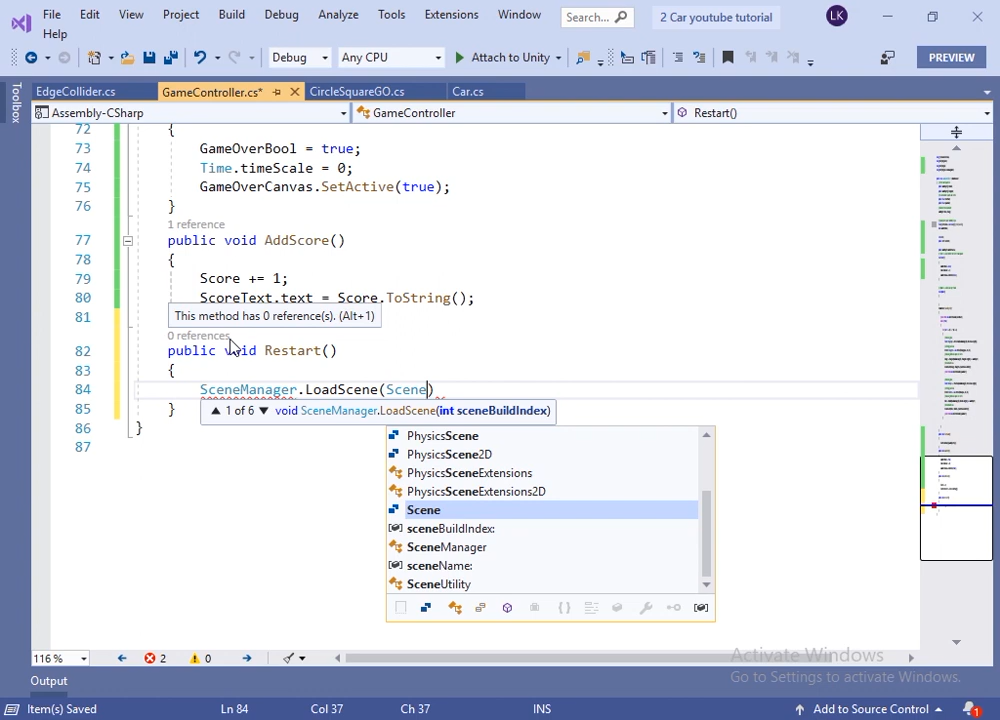 File Edit View Project Build Debug Analyze Tools Extensions Window Search... 2 Car youtube tutorial LK
Help
Debug Any CPU Attach to Unity PREVIEW
EdgeCollider.cs GameController.cs* CircleSquareGO.cs Car.cs
Toolbox
Assembly-CSharp GameController Restart()
72 {
73 GameOverBool = true;
74 Time.timeScale = 0;
75 GameOverCanvas.SetActive(true);
76 }
1 reference
77 public void AddScore()
78 {
79 Score += 1;
80 ScoreText.text = Score.ToString();
81 This method has 0 reference(s). (Alt+1)
0 references
82 public void Restart()
83 {
84 SceneManager.LoadScene(Scene)
85 } 1 of 6 void SceneManager.LoadScene(int sceneBuildIndex)
86 }
87
PhysicsScene
PhysicsScene2D
PhysicsSceneExtensions
PhysicsSceneExtensions2D
Scene
sceneBuildIndex:
SceneManager
sceneName:
SceneUtility
116 % 2 0
Activate Windows
Go to Settings to activate Windows.
Output
Item(s) Saved Ln 84 Col 37 Ch 37 INS Add to Source Control 1